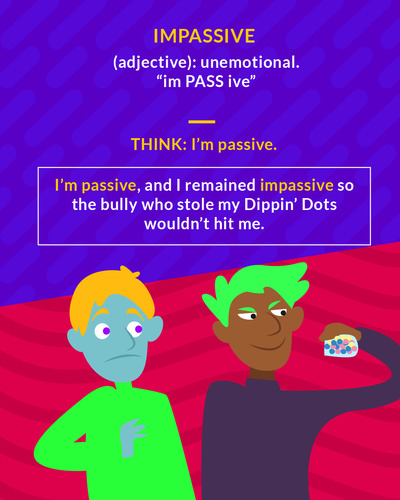 IMPASSIVE
(adjective): unemotional.
“im PASS ive”
THINK: I’m passive.
I’m passive, and I remained impassive so
the bully who stole my Dippin’ Dots
wouldn’t hit me.